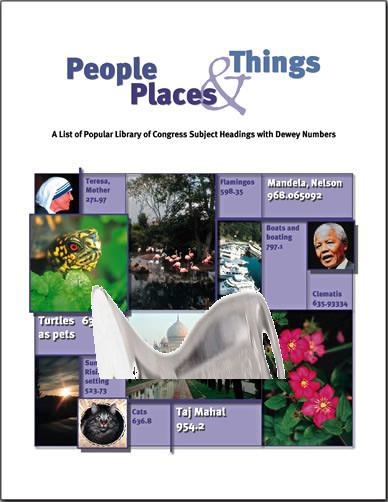 People
Places
& Things
A List of Popular Library of Congress Subject Headings with Dewey Numbers
Teresa,
Mother
271.97
Flamingos
598.35
Mandela, Nelson
968.065092
Boats and
boating
797.1
Clematis
635.93334
Turtles
as pets
setting
523.73
Cats
636.8
Taj Mahal
954.2